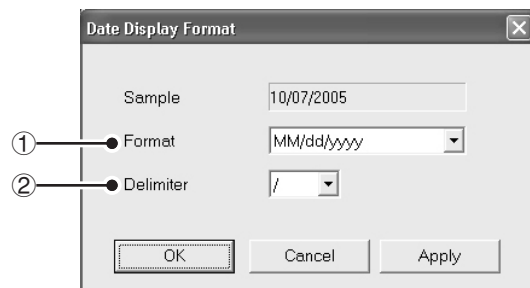 Date Display Format
Sample 10/07/2005
① Format MM/dd/yyyy
② Delimiter /
OK Cancel Apply